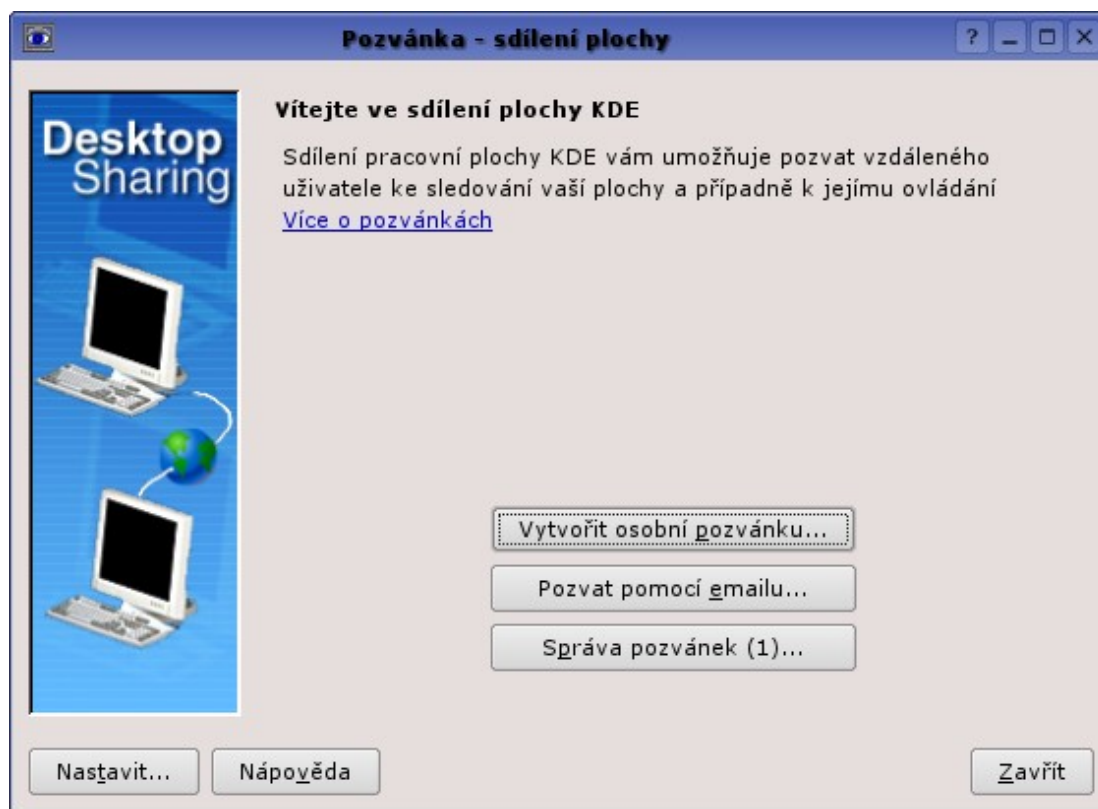 Pozvánka - sdílení plochy
Desktop
Sharing
Vítejte ve sdílení plochy KDE
Sdílení pracovní plochy KDE vám umožňuje pozvat vzdáleného
uživatele ke sledování vaší plochy a případně k jejímu ovládání
Více o pozvánkách
Vytvořit osobní pozvánku...
Pozvat pomocí emailu...
Správa pozvánek (1)...
Nastavit...
Nápověda
Zavřít